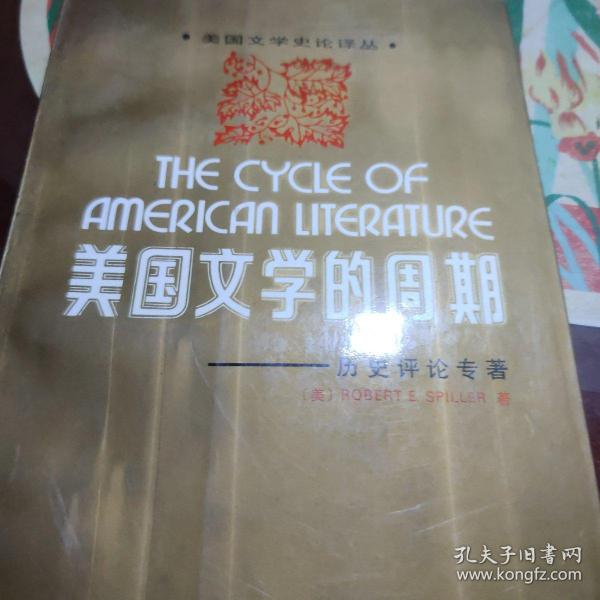 • 美国文学史论译丛 •
THE CYCLE OF
AMERICAN LITERATURE
美国文学的周期
——历史评论专著
〔美〕ROBERT E. SPILLER 著
孔夫子旧书网
www.kongfz.com